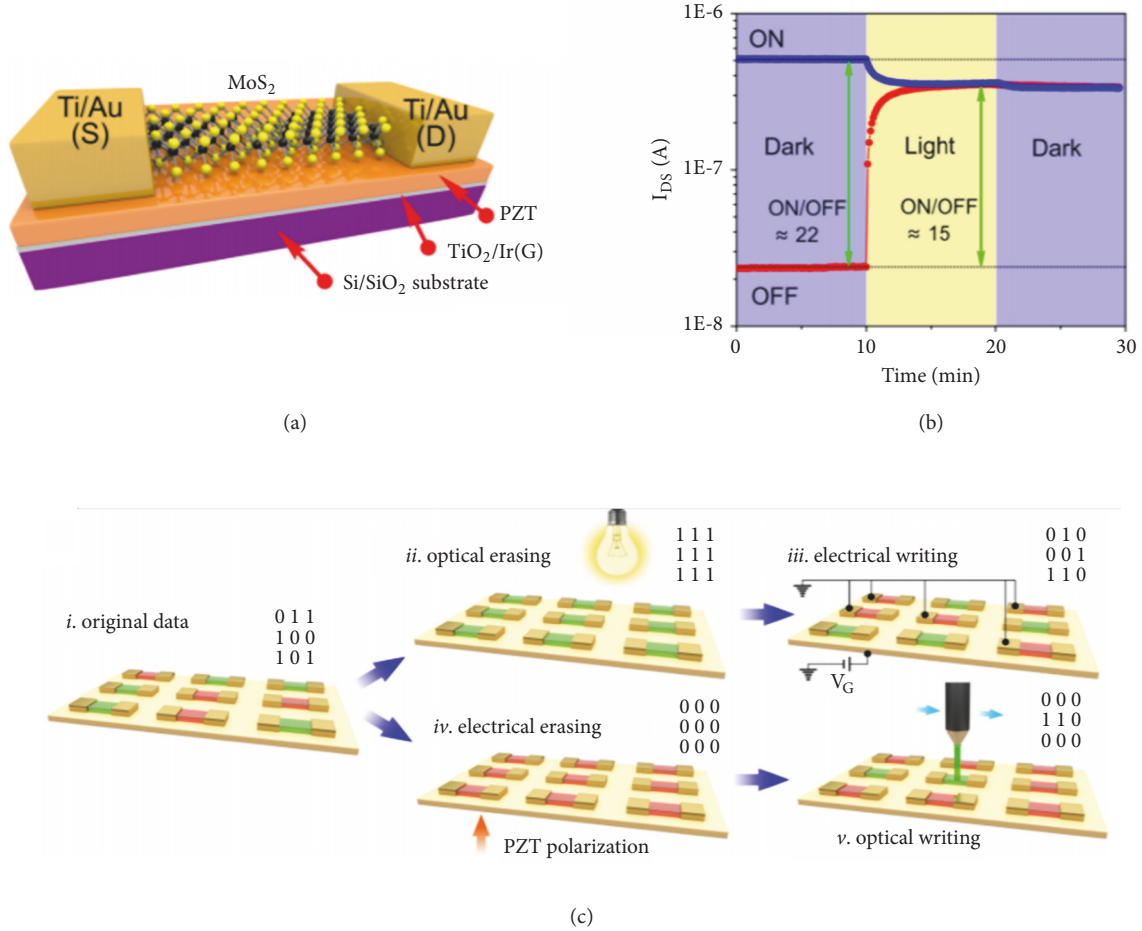 MoS2
Ti/Au
(S)
Ti/Au
(D)
PZT
TiO2/Ir(G)
Si/SiO2 substrate
(a)
1E-6
1E-7
1E-8
IDS (A)
ON
Dark
Light
Dark
ON/OFF
≈ 22
ON/OFF
≈ 15
OFF
0
10
20
30
Time (min)
(b)
i. original data
0 1 1
1 0 0
1 0 1
ii. optical erasing
1 1 1
1 1 1
1 1 1
iii. electrical writing
0 1 0
0 0 1
1 1 0
VG
iv. electrical erasing
0 0 0
0 0 0
0 0 0
PZT polarization
0 0 0
1 1 0
0 0 0
v. optical writing
(c)